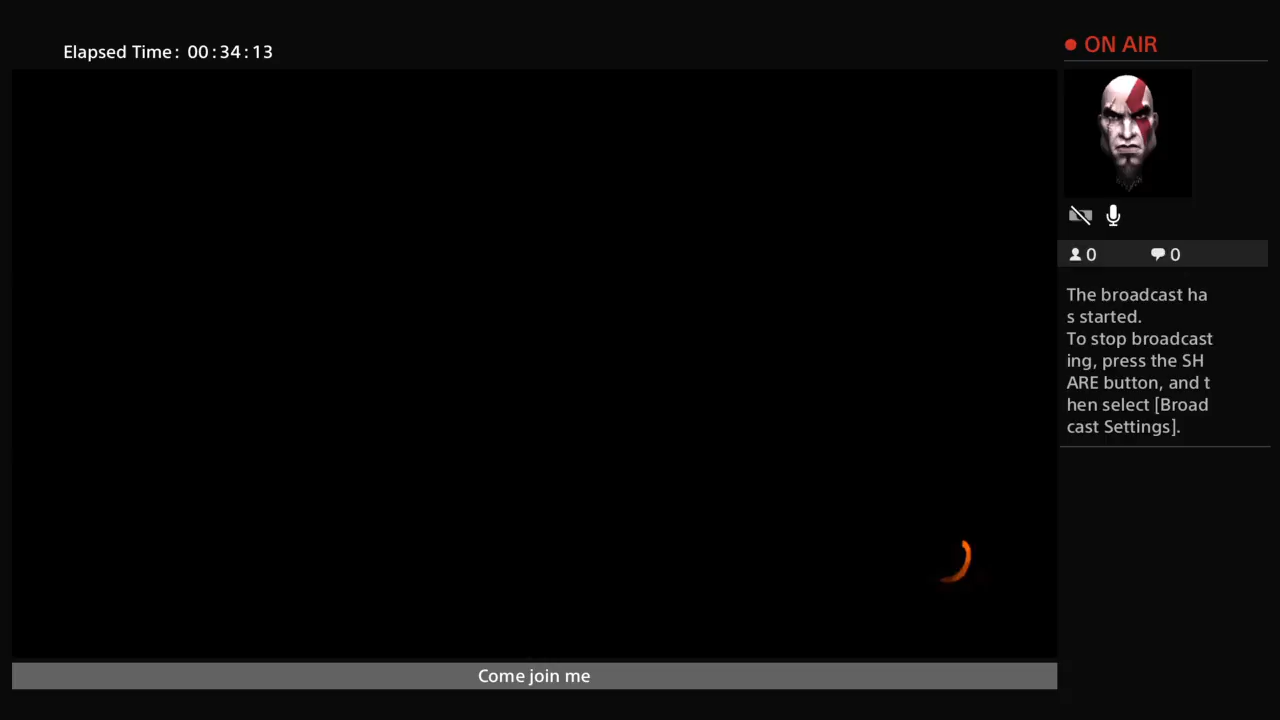 Elapsed Time: 00:34:13
ON AIR
0 0
The broadcast ha
s started.
To stop broadcast
ing, press the SH
ARE button, and t
hen select [Broad
cast Settings].
Come join me